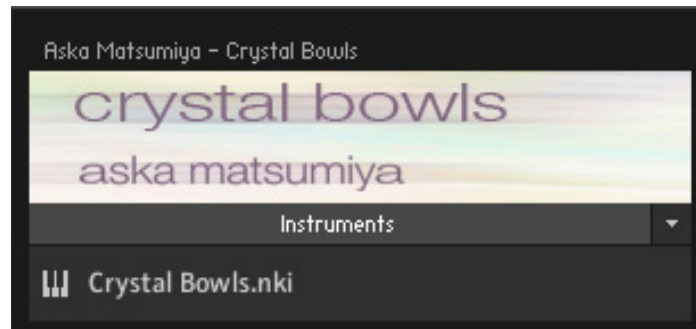 Aska Matsumiya - Crystal Bowls
crystal bowls
aska matsumiya
Instruments
Crystal Bowls.nki